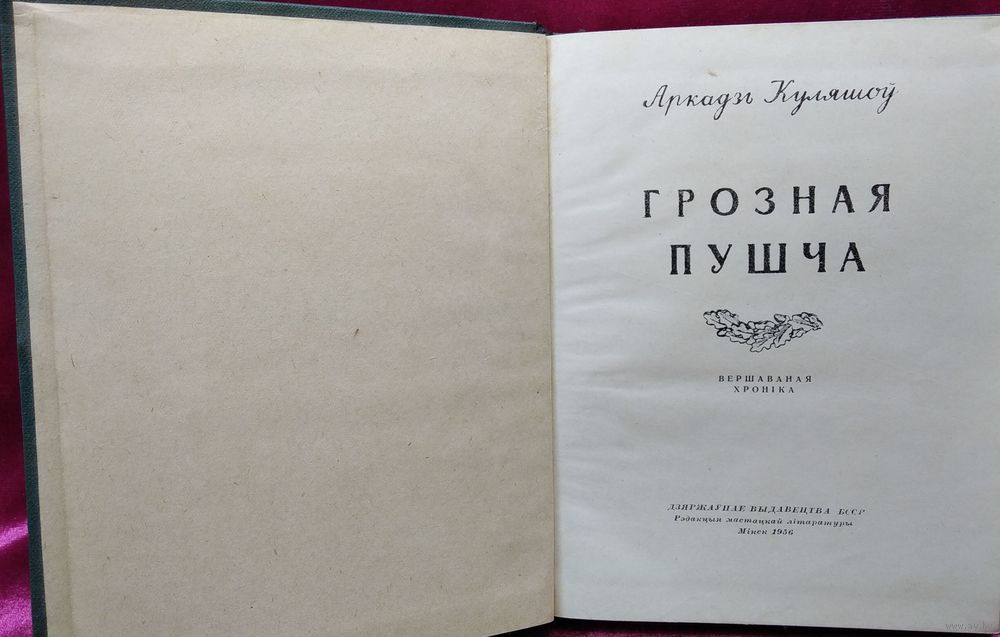 Аркадзь Куляшоў
ГРОЗНАЯ
ПУШЧА
ВЕРШАВАНАЯ
ХРОНІКА
ДЗЯРЖАЎНАЕ ВЫДАВЕЦТВА БССР
Рэдакцыя мастацкай літаратуры
Мінск 1956